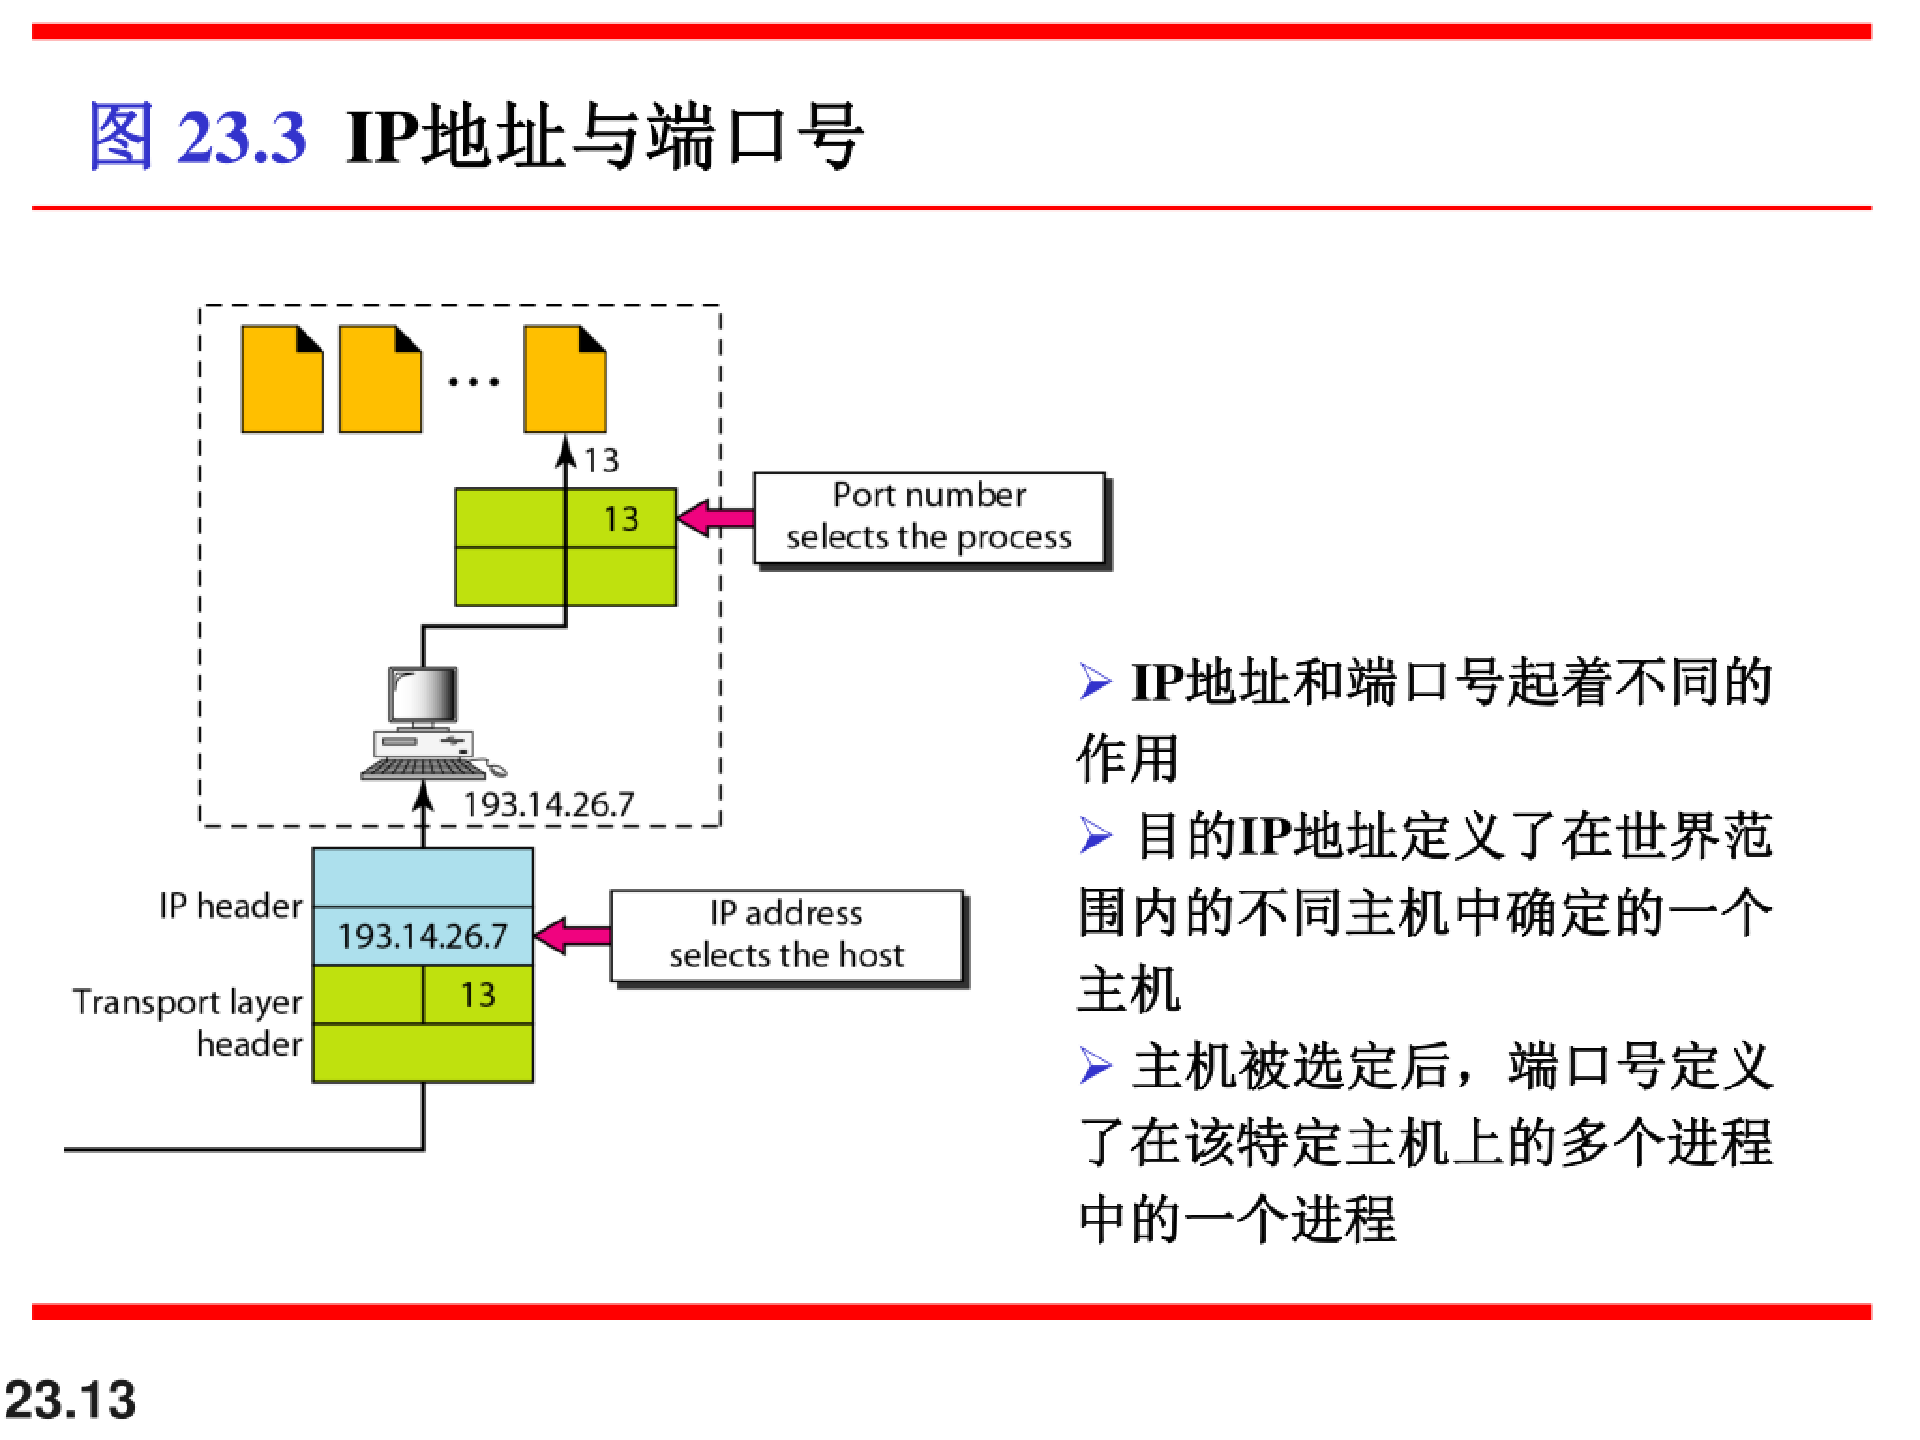 图 23.3 IP地址与端口号
13
13
Port number
selects the process
193.14.26.7
IP header
193.14.26.7
IP address
selects the host
Transport layer
header
13
➢ IP地址和端口号起着不同的
作用
➢ 目的IP地址定义了在世界范
围内的不同主机中确定的一个
主机
➢ 主机被选定后，端口号定义
了在该特定主机上的多个进程
中的一个进程
23.13